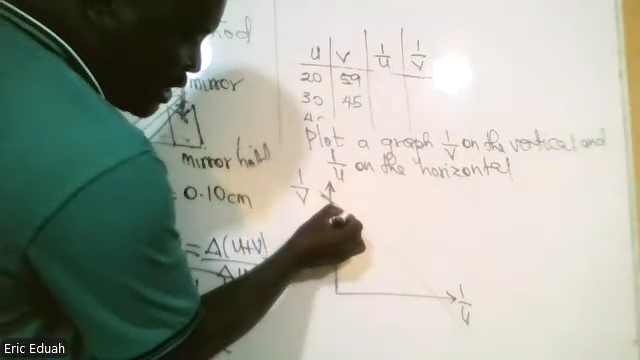 mirror
mirror
= 0.10cm
= Δ(U+V)
U | V | 1/u | 1/v
20 | 59
30 | 45
Plot a graph 1/V on the vertical and
1/u on the horizontal
1/V
1/u
Eric Eduah